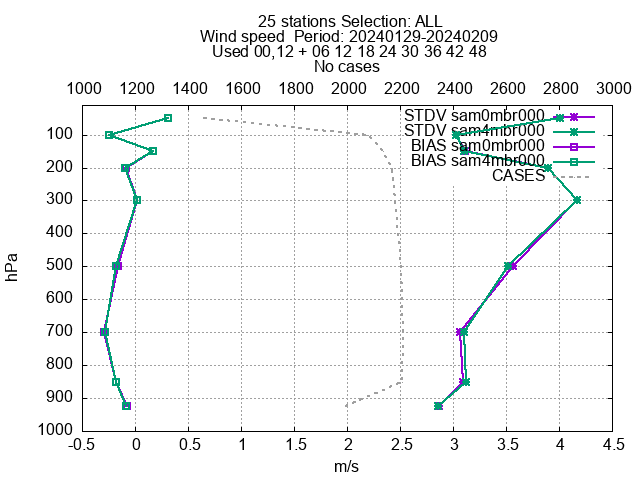 25 stations Selection: ALL
Wind speed  Period: 20240129-20240209
Used 00,12 + 06 12 18 24 30 36 42 48
No cases
1000 1200 1400 1600 1800 2000 2200 2400 2600 2800 3000
STDV sam0mbr000
STDV sam4mbr000
BIAS sam0mbr000
BIAS sam4mbr000
CASES
100
200
300
400
500
600
700
800
900
1000
hPa
-0.5 0 0.5 1 1.5 2 2.5 3 3.5 4 4.5
m/s